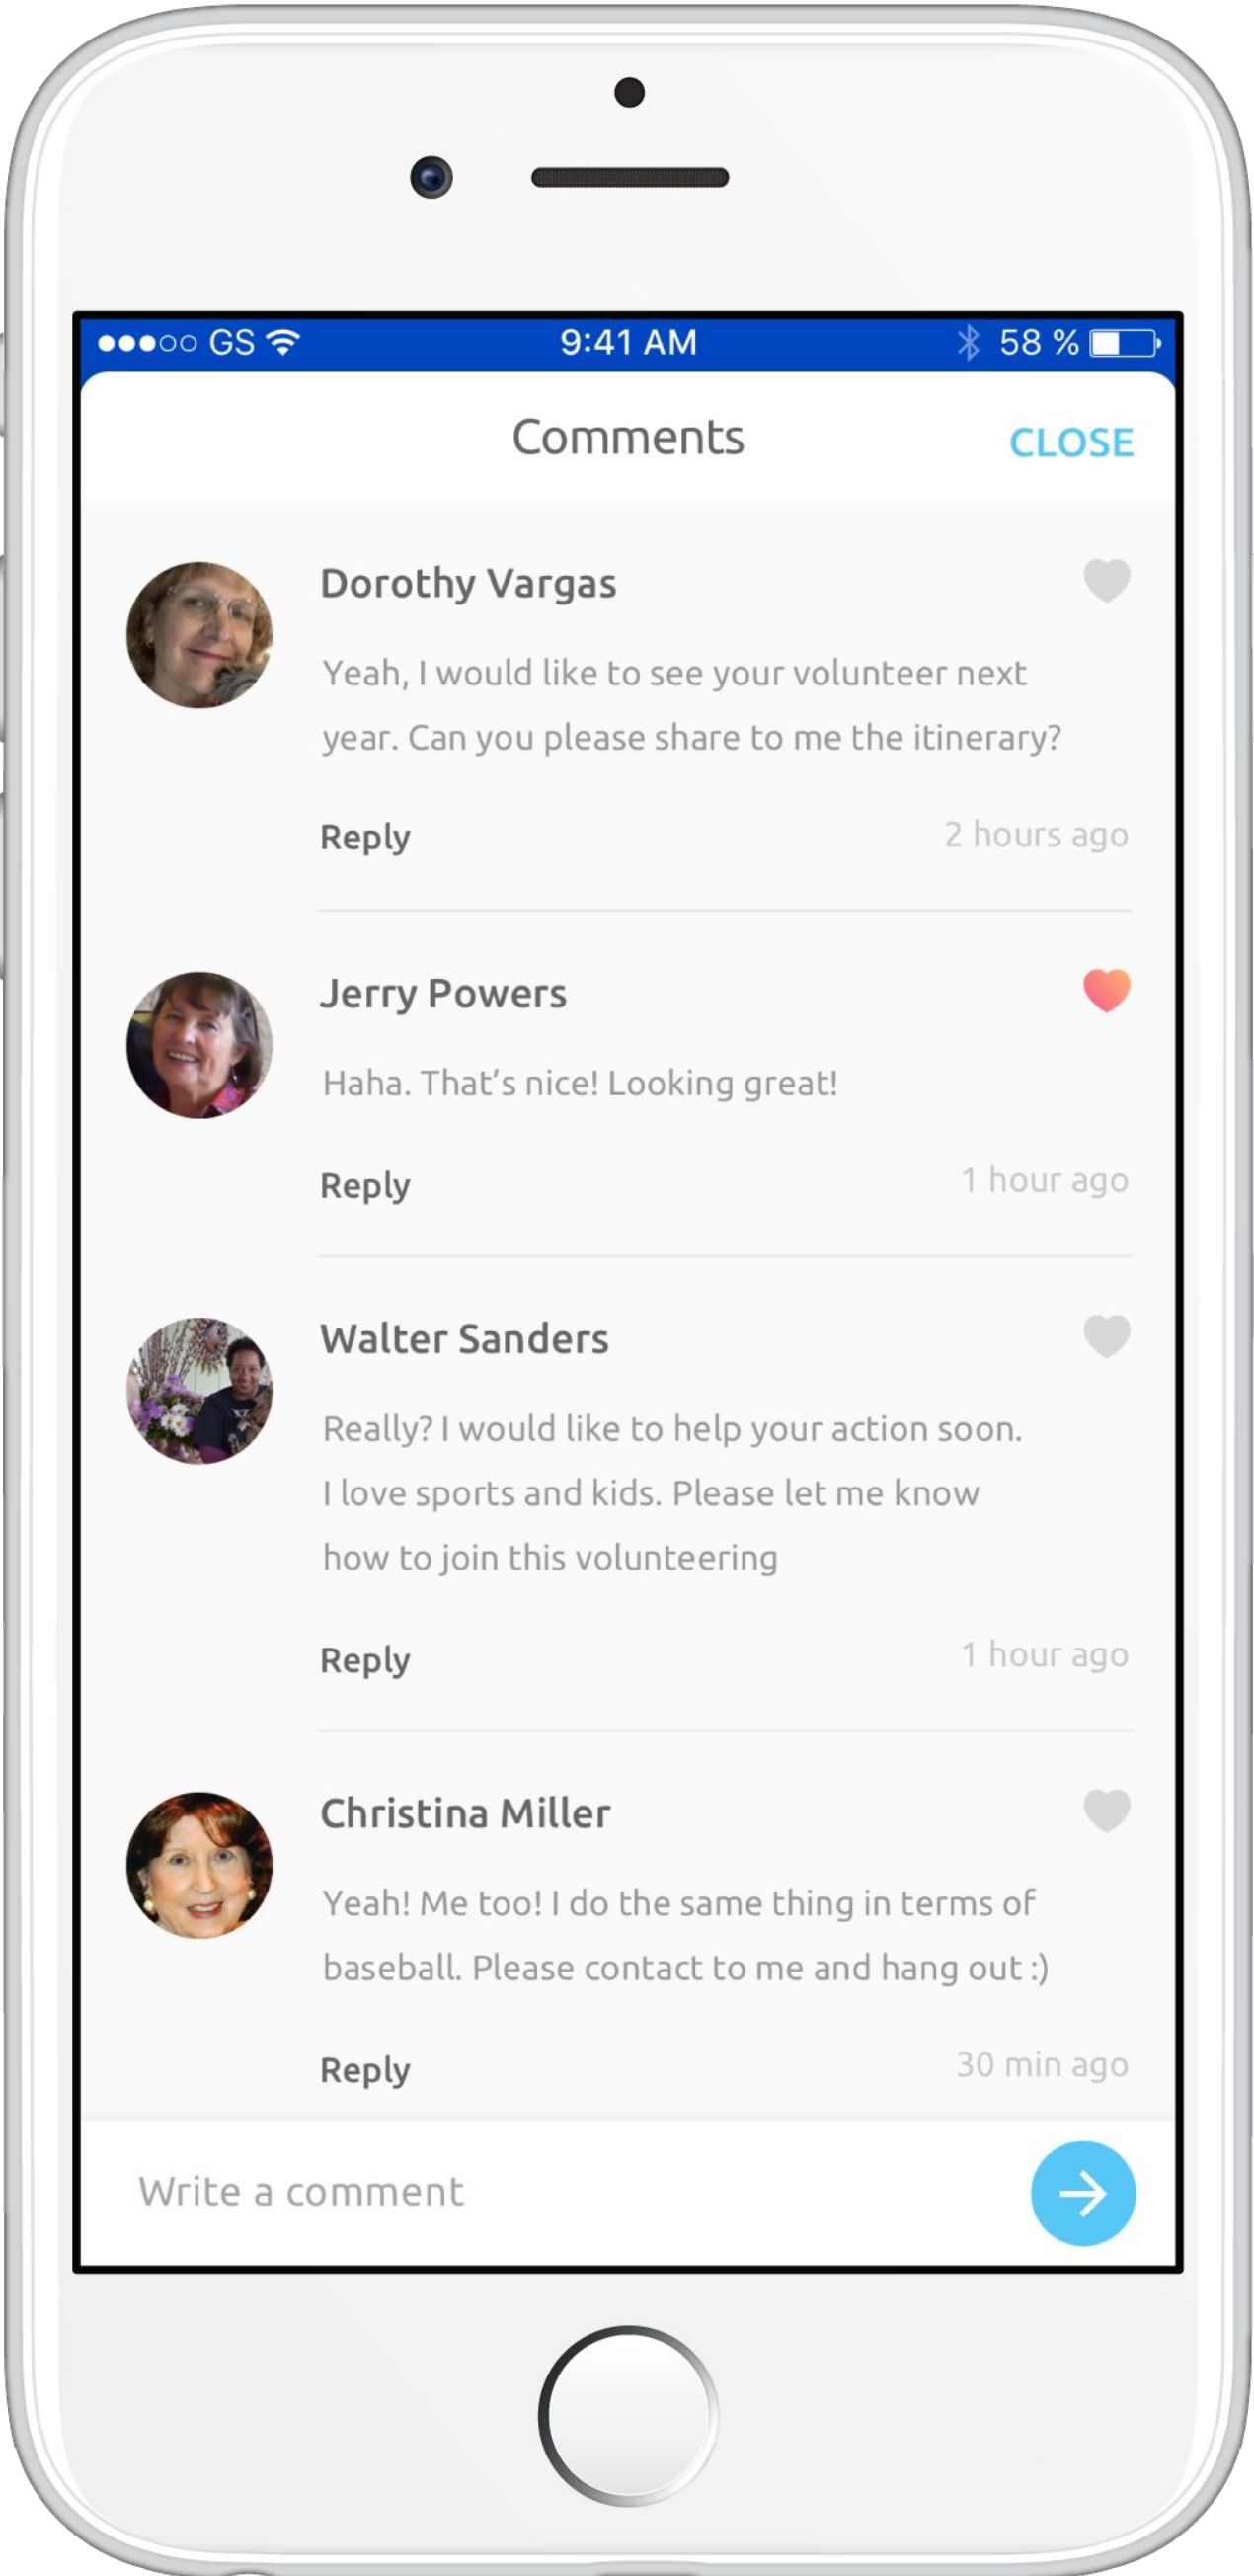 GS 9:41 AM 58 %
Comments CLOSE
Dorothy Vargas
Yeah, I would like to see your volunteer next
year. Can you please share to me the itinerary?
Reply 2 hours ago
Jerry Powers
Haha. That’s nice! Looking great!
Reply 1 hour ago
Walter Sanders
Really? I would like to help your action soon.
I love sports and kids. Please let me know
how to join this volunteering
Reply 1 hour ago
Christina Miller
Yeah! Me too! I do the same thing in terms of
baseball. Please contact to me and hang out :)
Reply 30 min ago
Write a comment